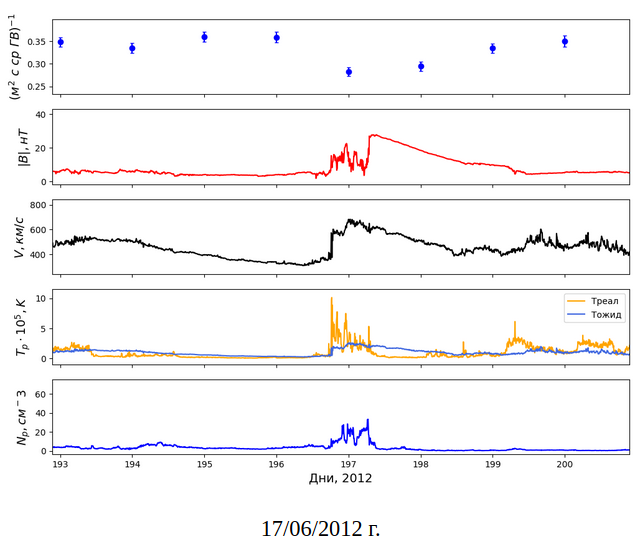 (м² с ср ГВ)⁻¹
0.35
0.30
0.25
|B|, нТ
40
20
0
V, км/с
800
600
400
Tₚ · 10⁵, K
10
5
0
Треал
Тожид
Nₚ, см⁻3
60
40
20
0
193 194 195 196 197 198 199 200
Дни, 2012
17/06/2012 г.